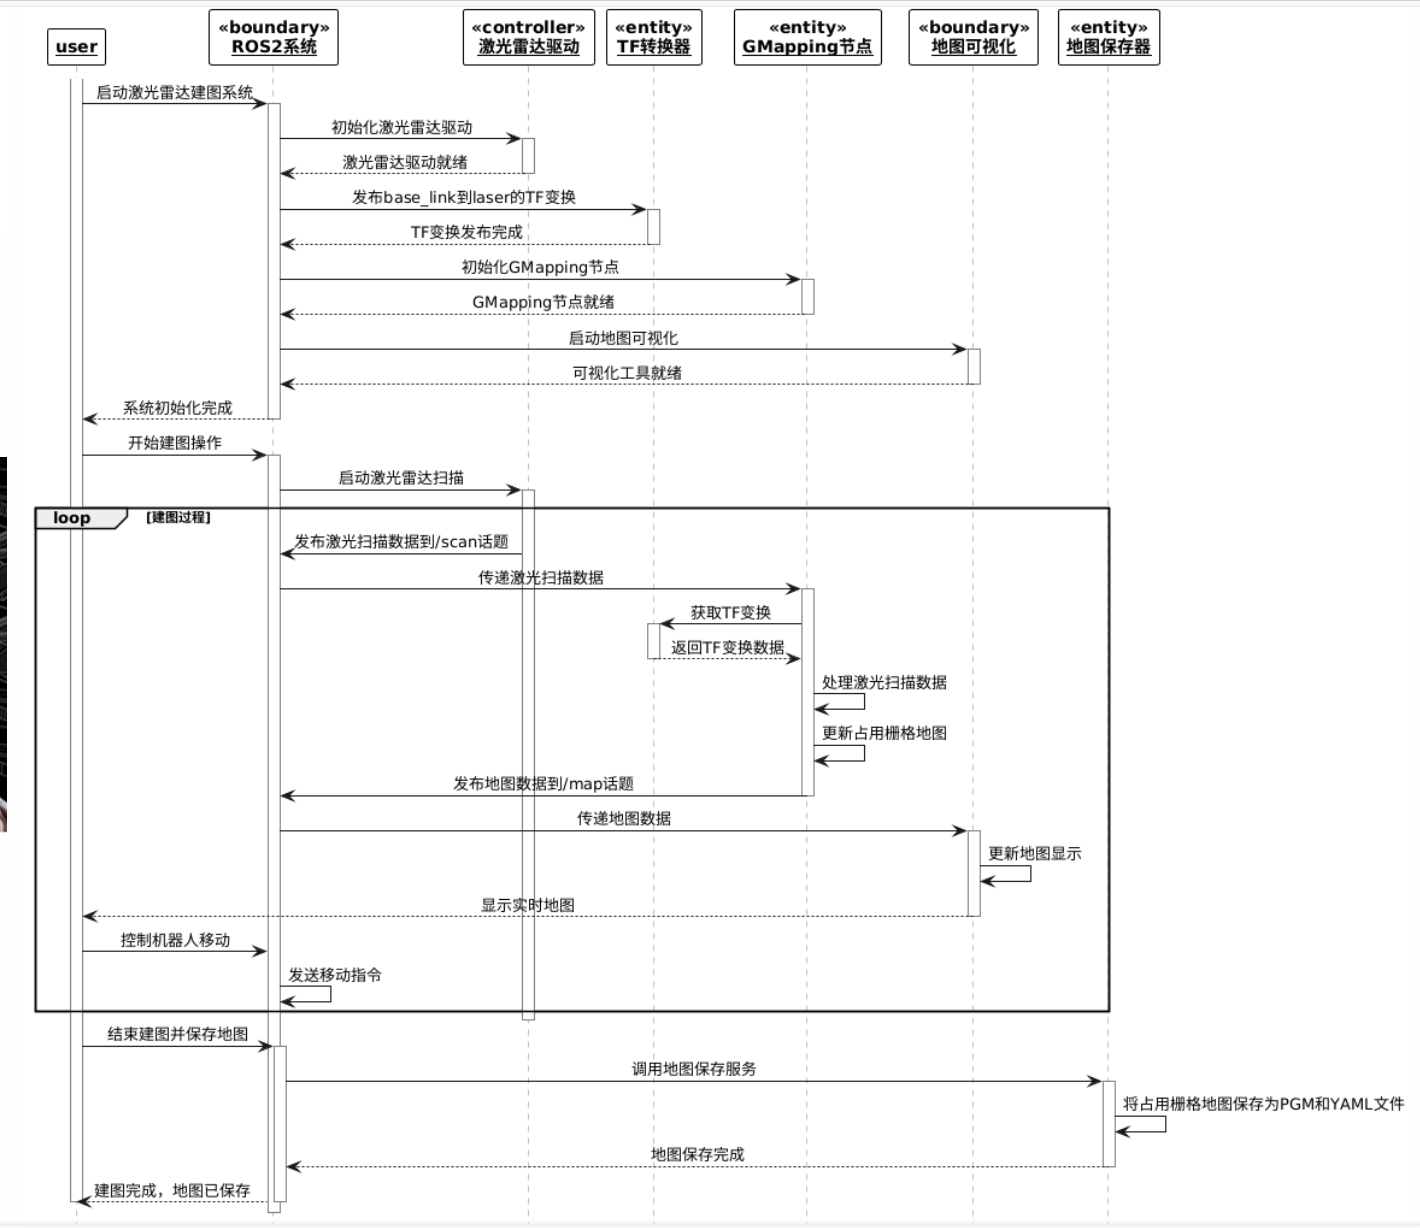 user
«boundary»
ROS2系统
«controller»
激光雷达驱动
«entity»
TF转换器
«entity»
GMapping节点
«boundary»
地图可视化
«entity»
地图保存器
启动激光雷达建图系统
初始化激光雷达驱动
激光雷达驱动就绪
发布base_link到laser的TF变换
TF变换发布完成
初始化GMapping节点
GMapping节点就绪
启动地图可视化
可视化工具就绪
系统初始化完成
开始建图操作
启动激光雷达扫描
loop [建图过程]
发布激光扫描数据到/scan话题
传递激光扫描数据
获取TF变换
返回TF变换数据
处理激光扫描数据
更新占用栅格地图
发布地图数据到/map话题
传递地图数据
更新地图显示
显示实时地图
控制机器人移动
发送移动指令
结束建图并保存地图
调用地图保存服务
将占用栅格地图保存为PGM和YAML文件
地图保存完成
建图完成，地图已保存